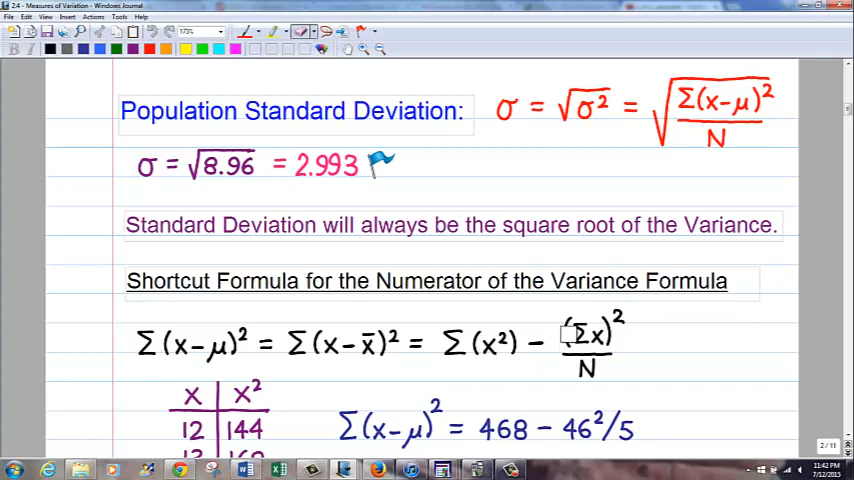 2.4 - Measures of Variation - Windows Journal
File Edit View Insert Actions Tools Help
173%
B I
Population Standard Deviation: σ = √σ² = √Σ(x-μ)²/N
σ = √8.96 = 2.993
Standard Deviation will always be the square root of the Variance.
Shortcut Formula for the Numerator of the Variance Formula
Σ(x-μ)² = Σ(x-x̄)² = Σ(x²) - (Σx)²/N
x x²
12 144
Σ(x-μ)² = 468 - 46²/5
2 / 11
11:42 PM
7/12/2015